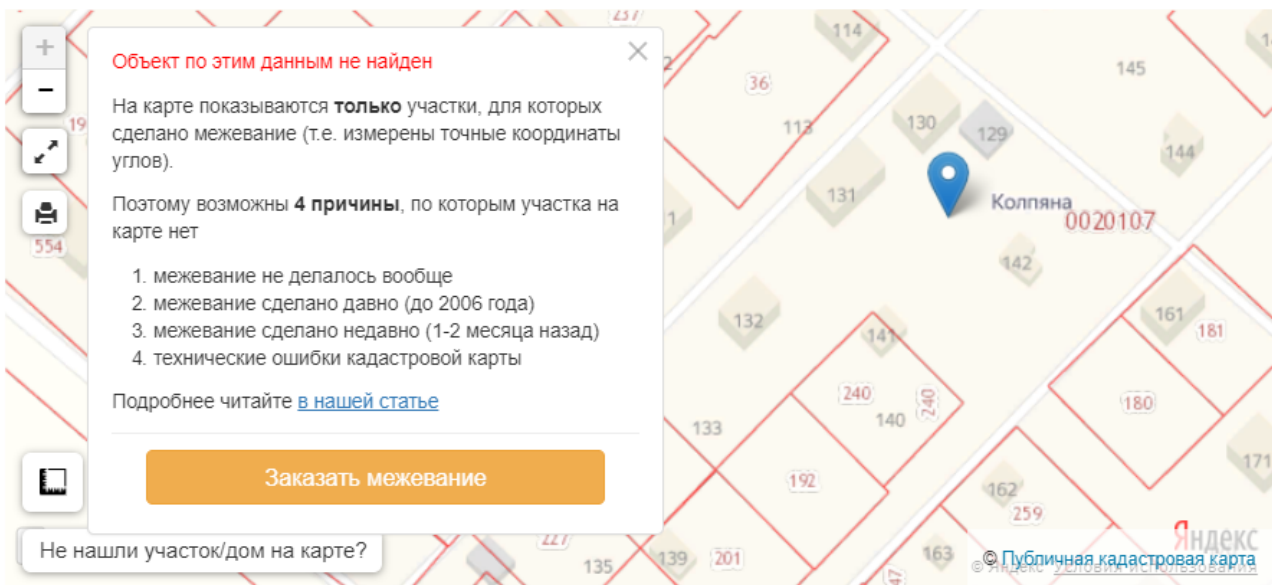 Объект по этим данным не найден
На карте показываются только участки, для которых
сделано межевание (т.е. измерены точные координаты
углов).
Поэтому возможны 4 причины, по которым участка на
карте нет
1. межевание не делалось вообще
2. межевание сделано давно (до 2006 года)
3. межевание сделано недавно (1-2 месяца назад)
4. технические ошибки кадастровой карты
Подробнее читайте в нашей статье
Заказать межевание
Не нашли участок/дом на карте?
554
237
114
36
113
145
130
129
144
131
Колпяна
0020107
142
132
161
181
141
240
240
140
180
133
192
171
162
259
227
135
139
201
163
47
Яндекс
© Публичная кадастровая карта
© Яндекс Условия использования